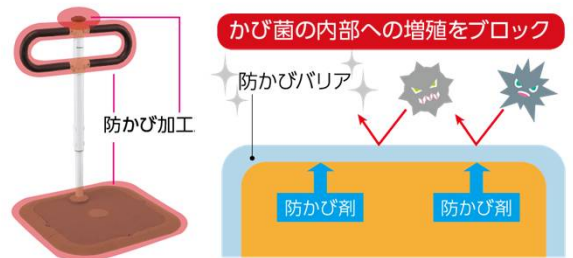 かび菌の内部への増殖をブロック
防かびバリア
防かび加工
防かび剤
防かび剤